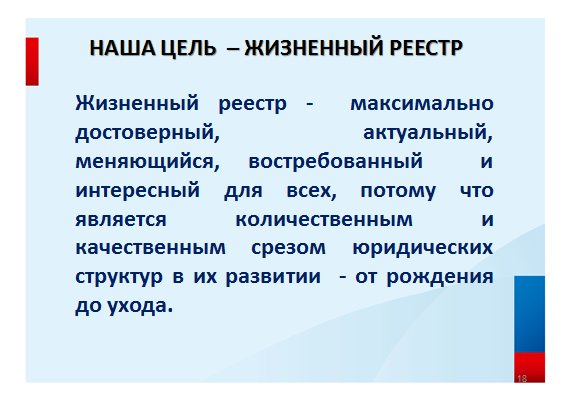 НАША ЦЕЛЬ – ЖИЗНЕННЫЙ РЕЕСТР
Жизненный реестр - максимально
достоверный, актуальный,
меняющийся, востребованный и
интересный для всех, потому что
является количественным и
качественным срезом юридических
структур в их развитии - от рождения
до ухода.
18